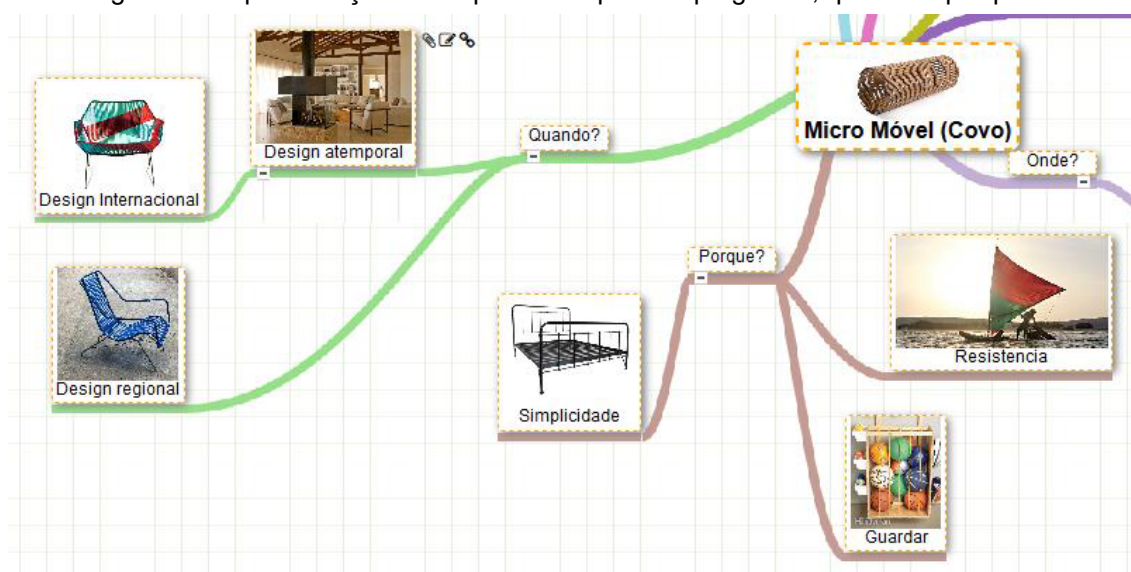 Micro Móvel (Covo)
Quando?
Onde?
Design atemporal
Design Internacional
Design regional
Porque?
Simplicidade
Resistencia
Guardar